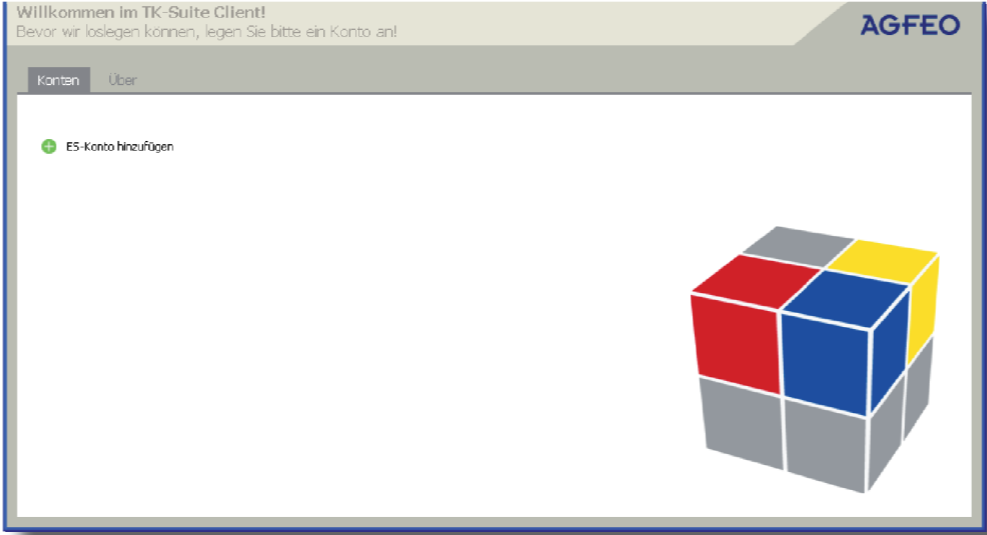 Willkommen im TK-Suite Client!
Bevor wir loslegen können, legen Sie bitte ein Konto an!
AGFEO
Konten
Über
ES-Konto hinzufügen